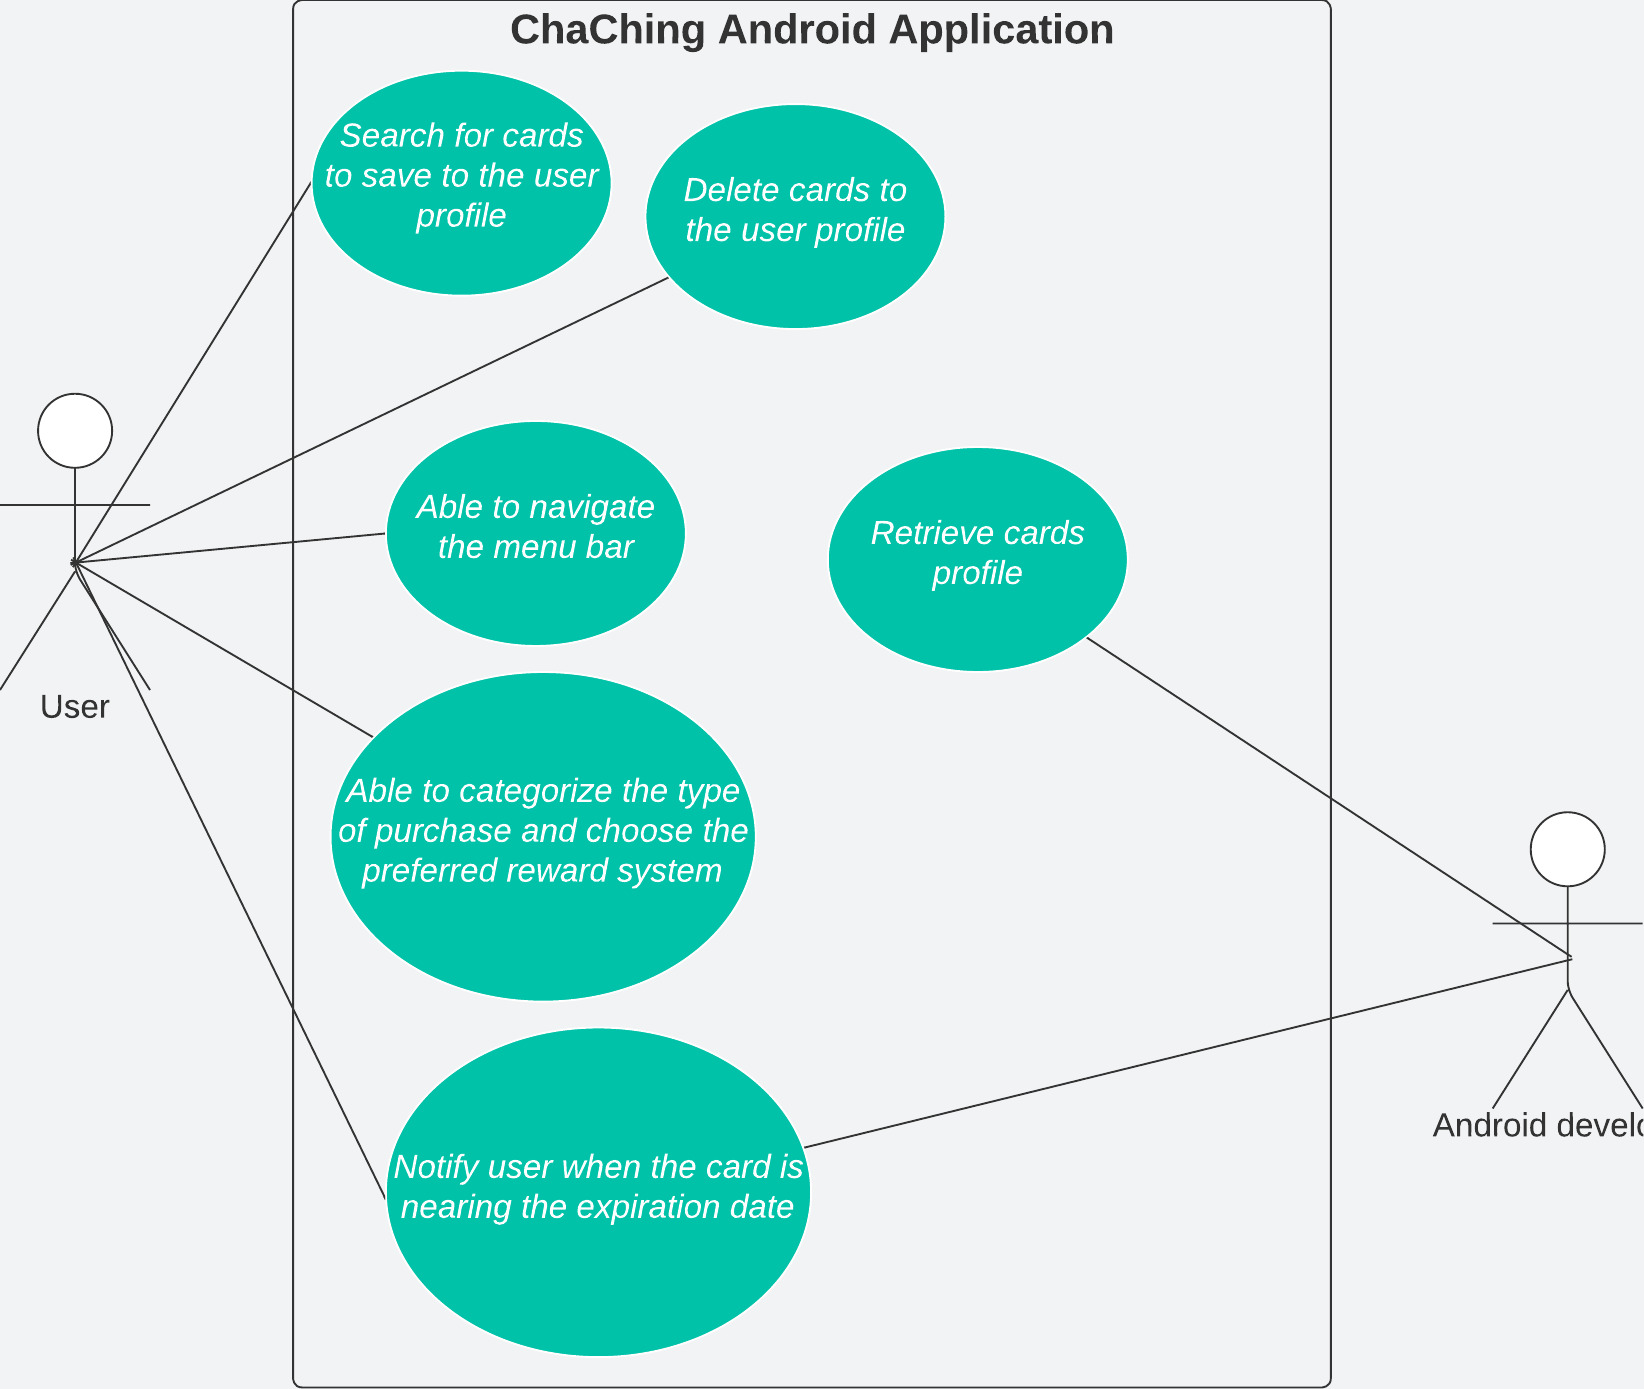 ChaChing Android Application
Search for cards
to save to the user
profile
Delete cards to
the user profile
Able to navigate
the menu bar
Retrieve cards
profile
User
Able to categorize the type
of purchase and choose the
preferred reward system
Android
Notify user when the card is
nearing the expiration date